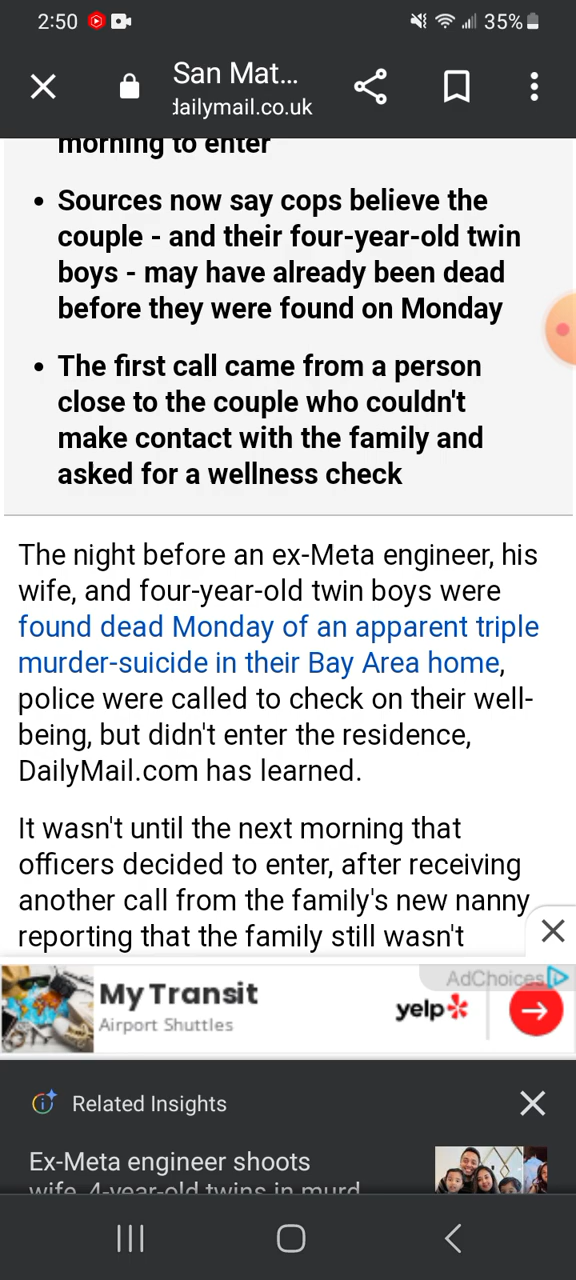 2:50 35%
San Mat...
dailymail.co.uk
morning to enter
• Sources now say cops believe the
couple - and their four-year-old twin
boys - may have already been dead
before they were found on Monday
• The first call came from a person
close to the couple who couldn't
make contact with the family and
asked for a wellness check
The night before an ex-Meta engineer, his
wife, and four-year-old twin boys were
found dead Monday of an apparent triple
murder-suicide in their Bay Area home,
police were called to check on their well-
being, but didn't enter the residence,
DailyMail.com has learned.
It wasn't until the next morning that
officers decided to enter, after receiving
another call from the family's new nanny
reporting that the family still wasn't
AdChoices
My Transit
Airport Shuttles
yelp
Related Insights
Ex-Meta engineer shoots
wife, 4-year-old twins in murd